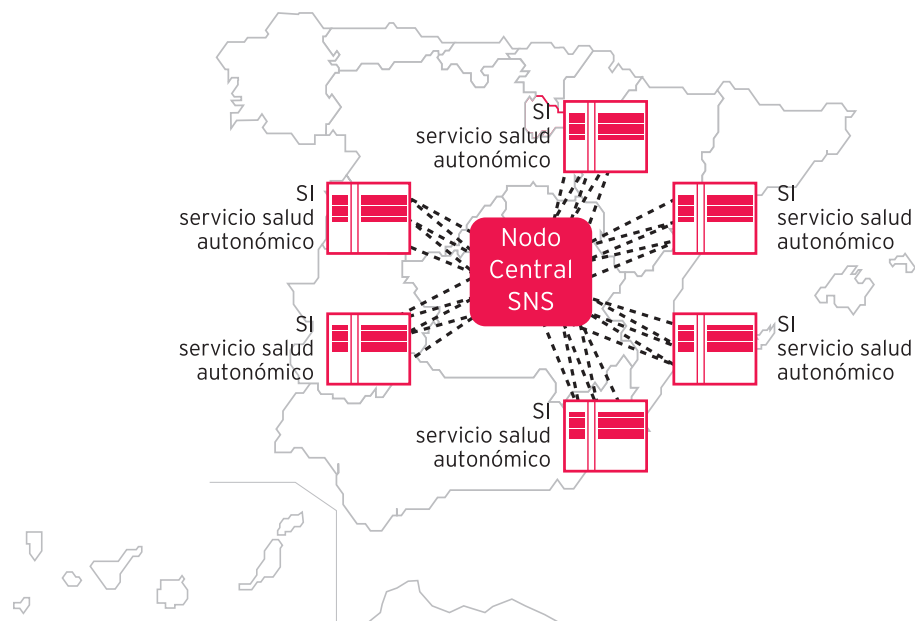 SI
servicio salud
autonómico
SI
servicio salud
autonómico
SI
servicio salud
autonómico
Nodo
Central
SNS
SI
servicio salud
autonómico
SI
servicio salud
autonómico
SI
servicio salud
autonómico